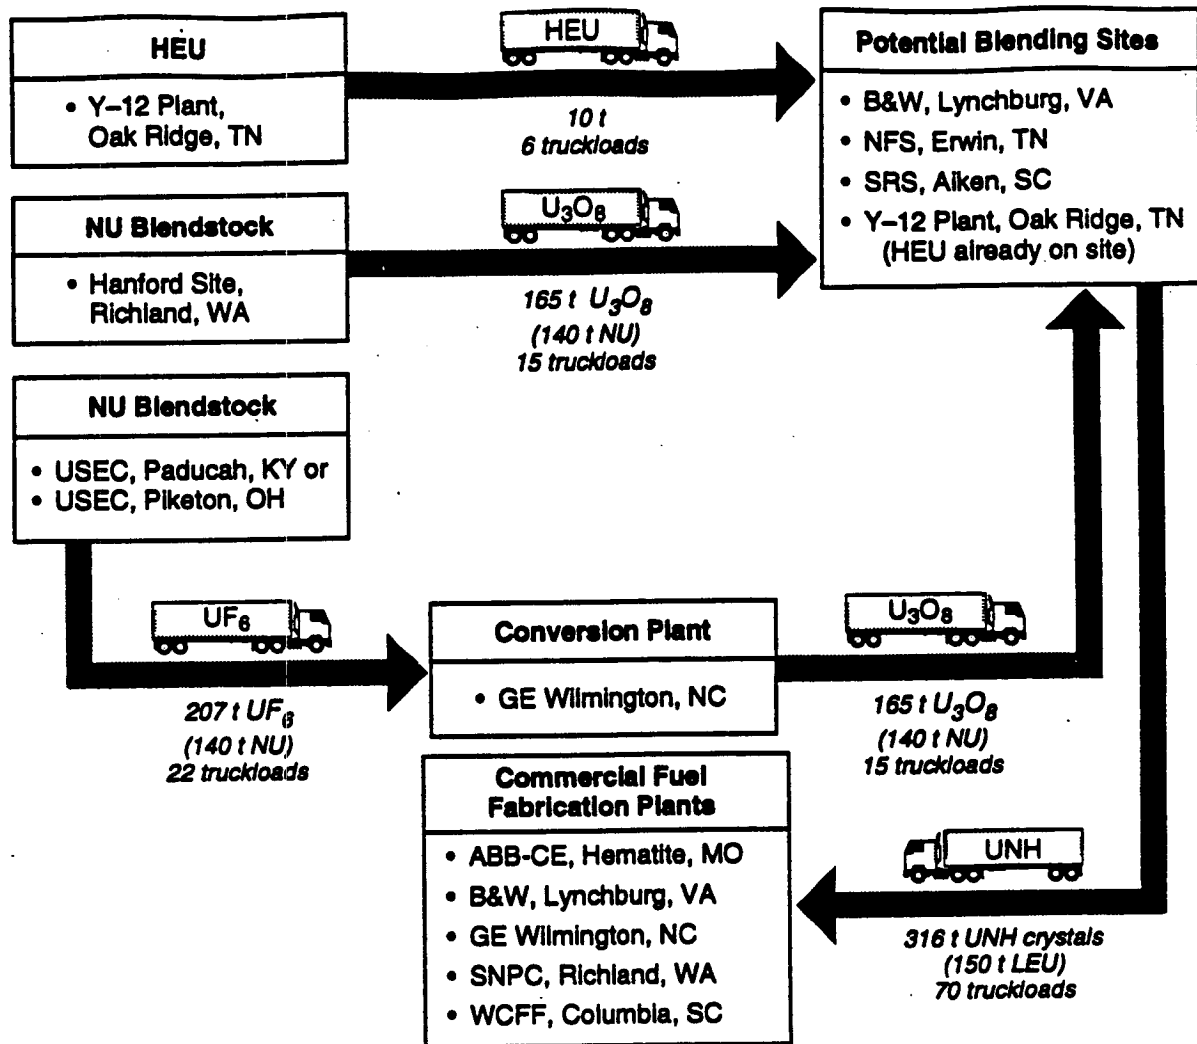 HEU
• Y–12 Plant,
Oak Ridge, TN
HEU
10 t
6 truckloads
Potential Blending Sites
• B&W, Lynchburg, VA
• NFS, Erwin, TN
• SRS, Aiken, SC
• Y–12 Plant, Oak Ridge, TN
(HEU already on site)
NU Blendstock
• Hanford Site,
Richland, WA
U₃O₈
165 t U₃O₈
(140 t NU)
15 truckloads
NU Blendstock
• USEC, Paducah, KY or
• USEC, Piketon, OH
UF₆
207 t UF₆
(140 t NU)
22 truckloads
Conversion Plant
• GE Wilmington, NC
U₃O₈
165 t U₃O₈
(140 t NU)
15 truckloads
Commercial Fuel
Fabrication Plants
• ABB-CE, Hematite, MO
• B&W, Lynchburg, VA
• GE Wilmington, NC
• SNPC, Richland, WA
• WCFF, Columbia, SC
UNH
316 t UNH crystals
(150 t LEU)
70 truckloads